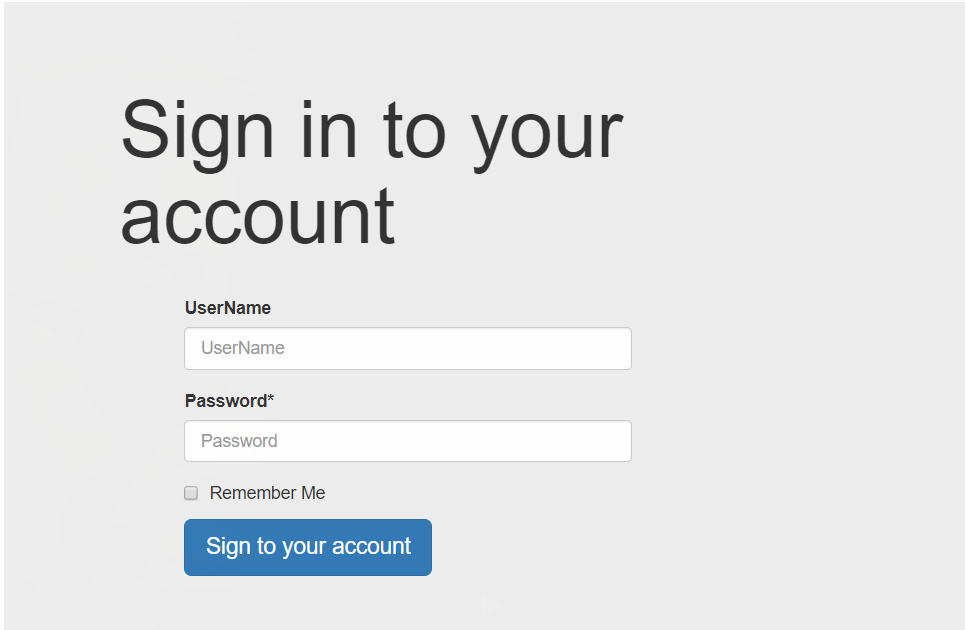 Sign in to your
account
UserName
UserName
Password*
Password
Remember Me
Sign to your account